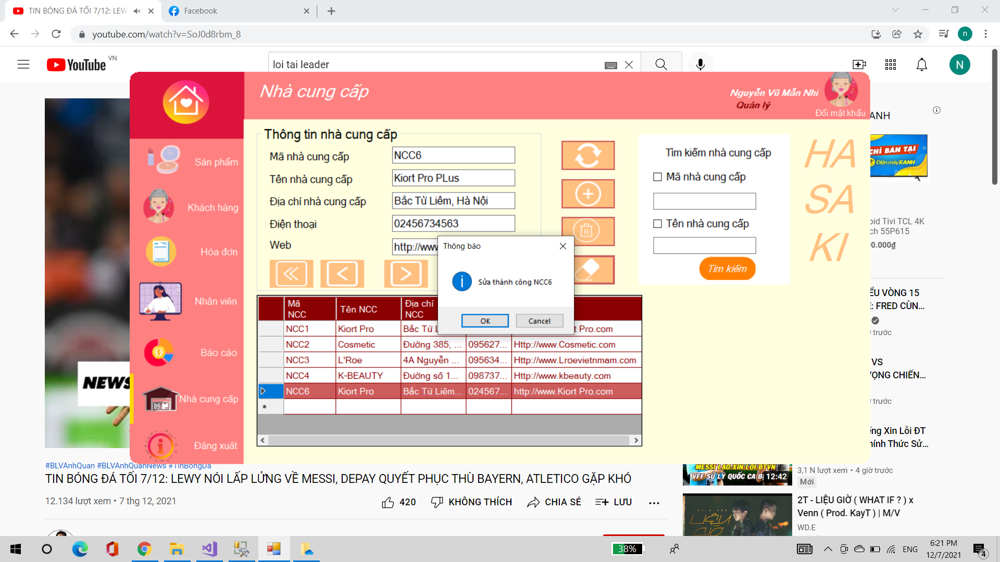 TIN BÓNG ĐÁ TỐI 7/12: LEW
Facebook
youtube.com/watch?v=SoJ0d8rbm_8
n
YouTube VN
loi tai leader
N
Nhà cung cấp
Nguyễn Vũ Mẫn Nhi
Quản lý
Đổi mật khẩu
Sản phẩm
Khách hàng
Hóa đơn
Nhân viên
Báo cáo
Nhà cung cấp
Đăng xuất
Thông tin nhà cung cấp
Mã nhà cung cấp
NCC6
Tên nhà cung cấp
Kiort Pro PLus
Địa chỉ nhà cung cấp
Bắc Từ Liêm, Hà Nội
Điện thoại
02456734563
Web
http://www
Tìm kiếm nhà cung cấp
Mã nhà cung cấp
Tên nhà cung cấp
Tìm kiếm
HA
SA
KI
Thông báo
Sửa thành công NCC6
OK
Cancel
Mã NCC
Tên NCC
Địa chỉ NCC
NCC1 Kiort Pro Bắc Từ L t Pro.com
NCC2 Cosmetic Đường 385, ... 095627... Http://www.Cosmetic.com
NCC3 L'Roe 4A Nguyễn ... 095634... Http://www.Lroevietnmam.com
NCC4 K-BEAUTY Đường số 1... 098737... Http://www.kbeauty.com
NCC6 Kiort Pro Bắc Từ Liêm... 024567... http://www.Kiort Pro.com
NEWS
ANH
CHỈ BÁN TẠI
Điện máy XANH
oid Tivi TCL 4K
ch 55P615
00.000₫
ỂU VÒNG 15
E: FRED CÙN...
ờ trước
VS
VỌNG CHIẾN...
ờ trước
ếng Xin Lỗi ĐT
hính Thức Sử...
MESSI LAO XIN LOI ĐTVN
VFF SỬ LÝ QUỐC CA B
12:42
3,1 N lượt xem • 4 giờ trước
Mới
2T - LIỆU GIỜ ( WHAT IF ? ) x
Venn ( Prod. KayT ) | M/V
WD.E
LIỆU
GIỜ
#BLVAnhQuan #BLVAnhQuanNews #TinBongDa
TIN BÓNG ĐÁ TỐI 7/12: LEWY NÓI LẤP LỬNG VỀ MESSI, DEPAY QUYẾT PHỤC THÙ BAYERN, ATLETICO GẶP KHÓ
12.134 lượt xem • 7 thg 12, 2021
420
KHÔNG THÍCH
CHIA SẺ
LƯU
38%
ENG
6:21 PM
12/7/2021
4